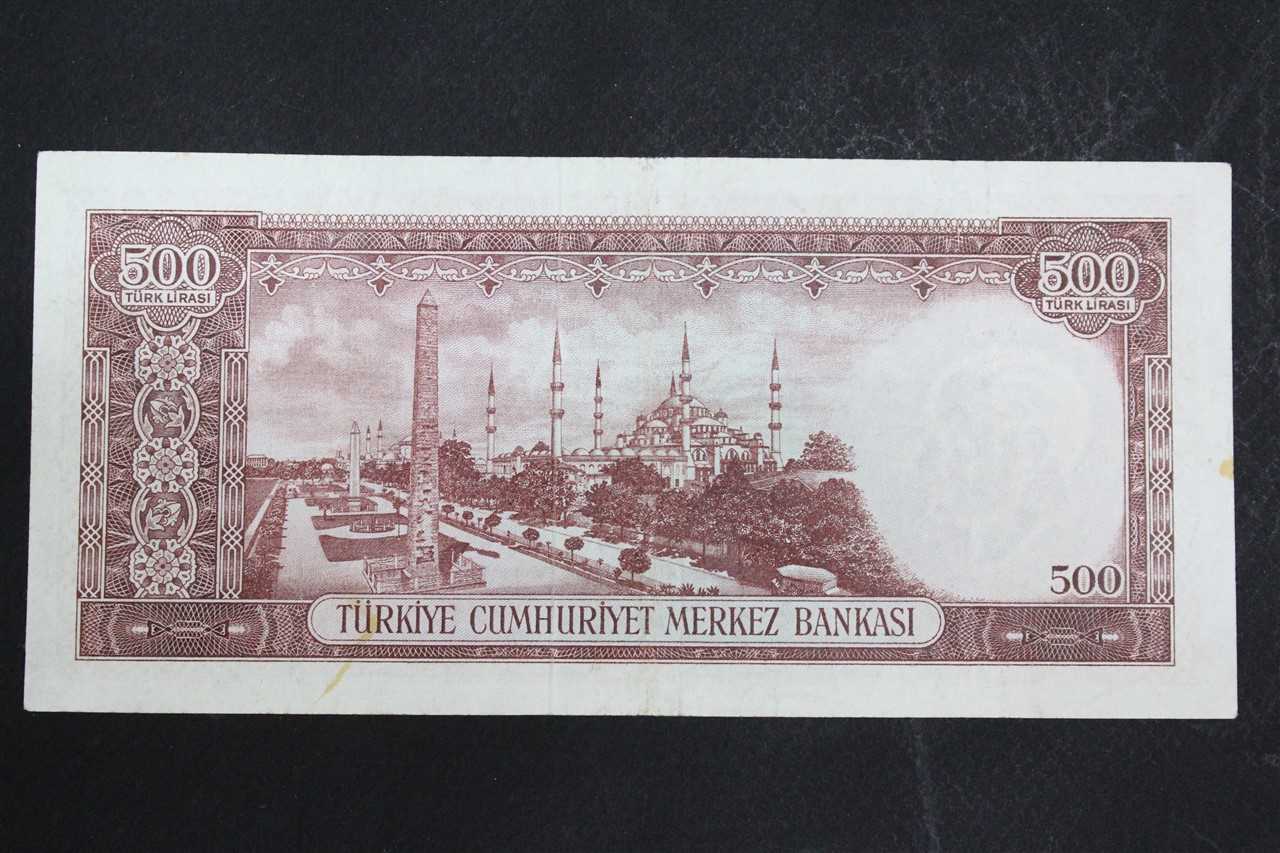 500
TÜRK LİRASI
500
TÜRK LİRASI
500
TÜRKİYE CUMHURİYET MERKEZ BANKASI